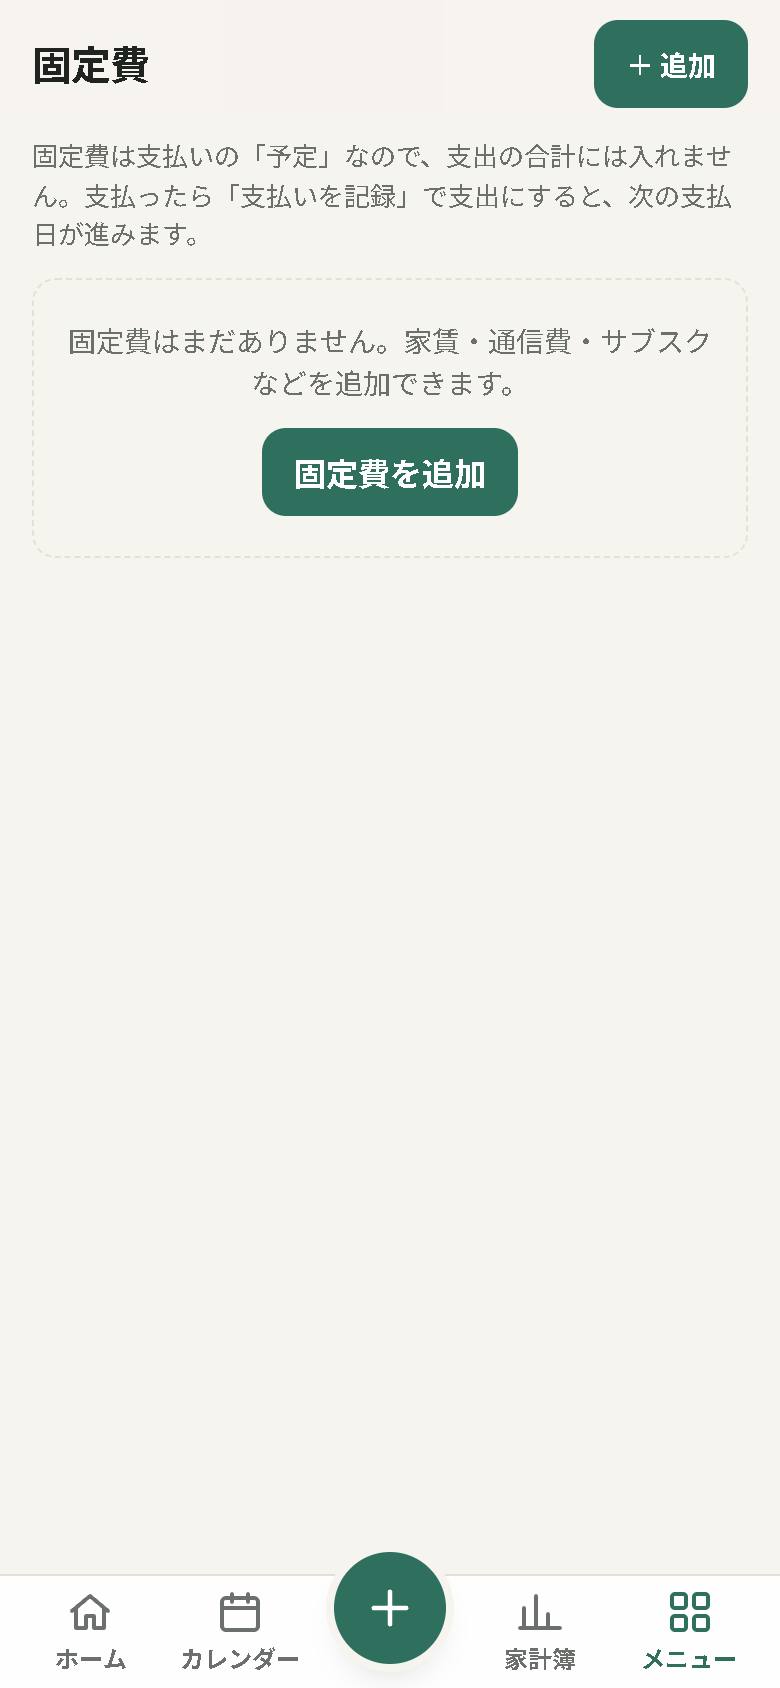 固定費
＋ 追加
固定費は支払いの「予定」なので、支出の合計には入れませ
ん。支払ったら「支払いを記録」で支出にすると、次の支払
日が進みます。
固定費はまだありません。家賃・通信費・サブスク
などを追加できます。
固定費を追加
ホーム
カレンダー
家計簿
メニュー